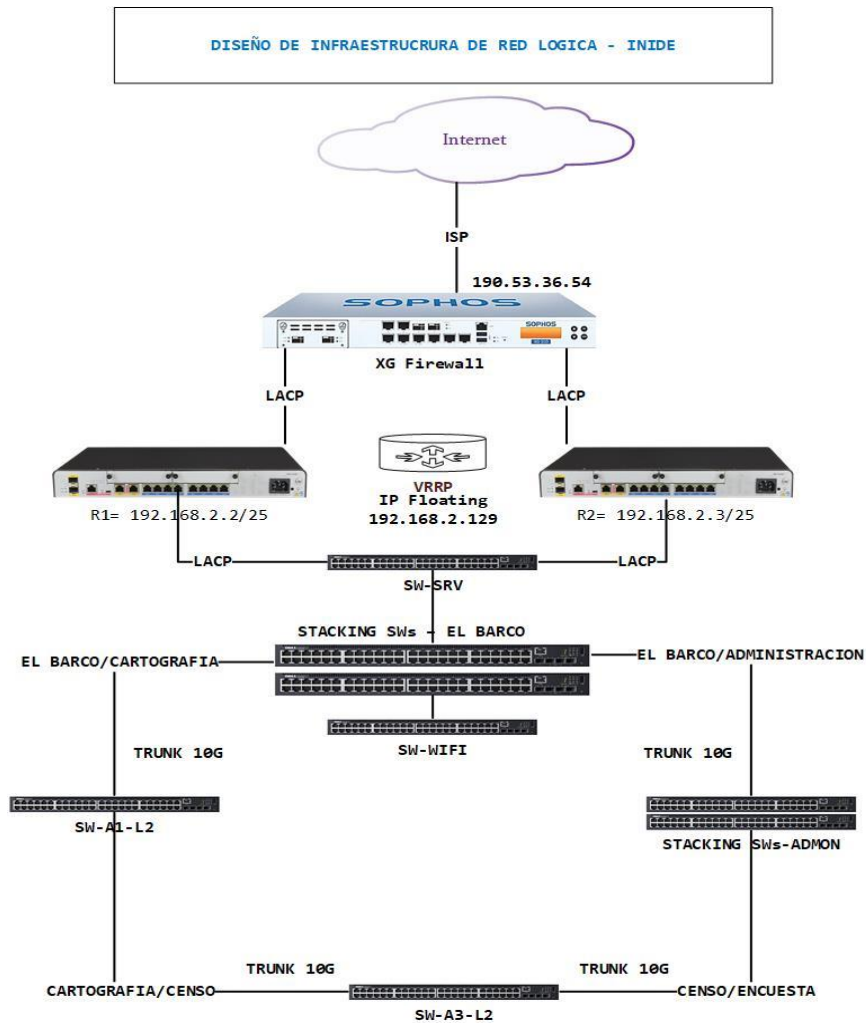 DISEÑO DE INFRAESTRUCRURA DE RED LOGICA - INIDE
Internet
ISP
190.53.36.54
SOPHOS
SOPHOS
XG Firewall
LACP
LACP
VRRP
IP Floating
192.168.2.129
R1= 192.168.2.2/25
R2= 192.168.2.3/25
LACP
LACP
SW-SRV
STACKING SWs - EL BARCO
EL BARCO/CARTOGRAFIA
EL BARCO/ADMINISTRACION
SW-WIFI
TRUNK 10G
TRUNK 10G
SW-A1-L2
STACKING SWs-ADMON
TRUNK 10G
TRUNK 10G
CARTOGRAFIA/CENSO
CENSO/ENCUESTA
SW-A3-L2